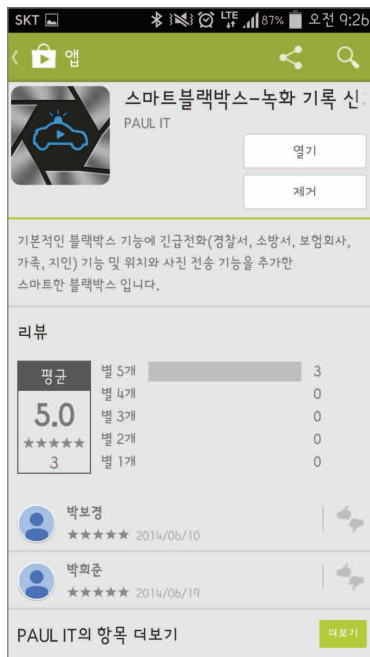 SKT LTE 87% 오전 9:26
앱
스마트블랙박스-녹화 기록 신
PAUL IT
열기
제거
기본적인 블랙박스 기능에 긴급전화(경찰서, 소방서, 보험회사,
가족, 지인) 기능 및 위치와 사진 전송 기능을 추가한
스마트한 블랙박스 입니다.
리뷰
평균
5.0
★★★★★
3
별 5개 3
별 4개 0
별 3개 0
별 2개 0
별 1개 0
박보경
★★★★★ 2014/06/10
박희준
★★★★★ 2014/06/19
PAUL IT의 항목 더보기
더보기